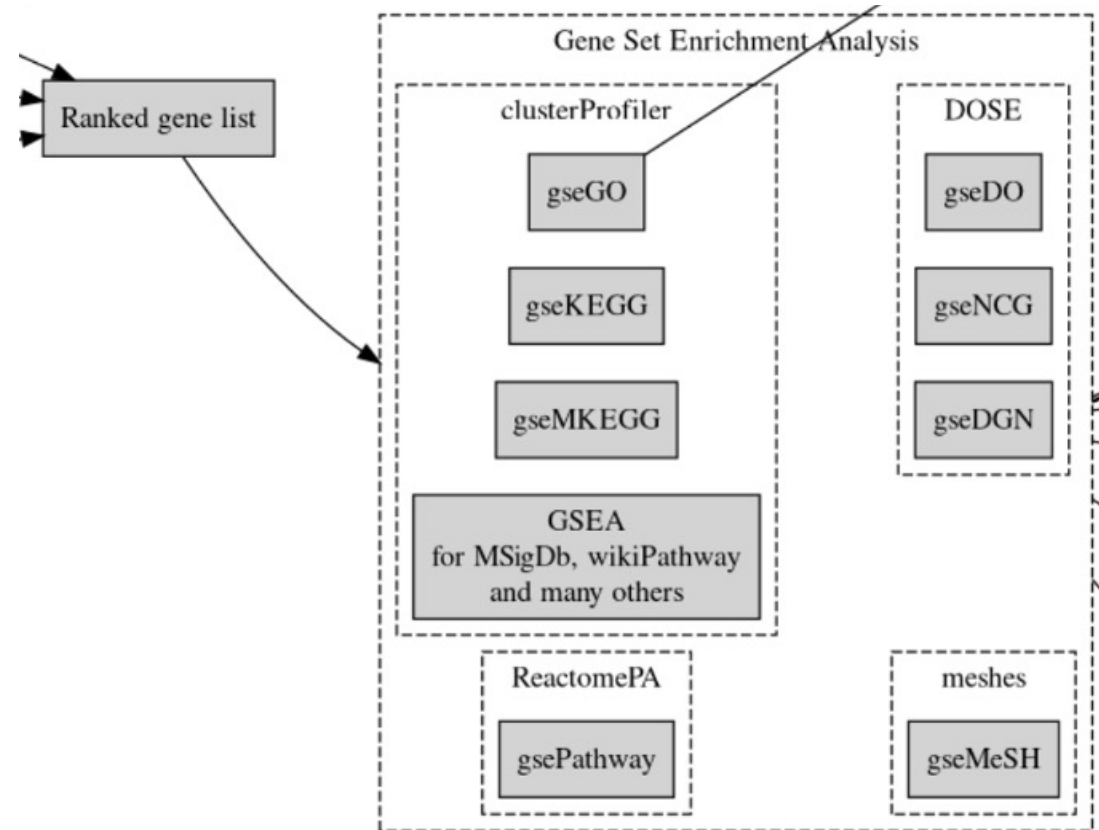 Gene Set Enrichment Analysis
Ranked gene list
clusterProfiler
gseGO
gseKEGG
gseMKEGG
GSEA
for MSigDb, wikiPathway
and many others
DOSE
gseDO
gseNCG
gseDGN
ReactomePA
gsePathway
meshes
gseMeSH